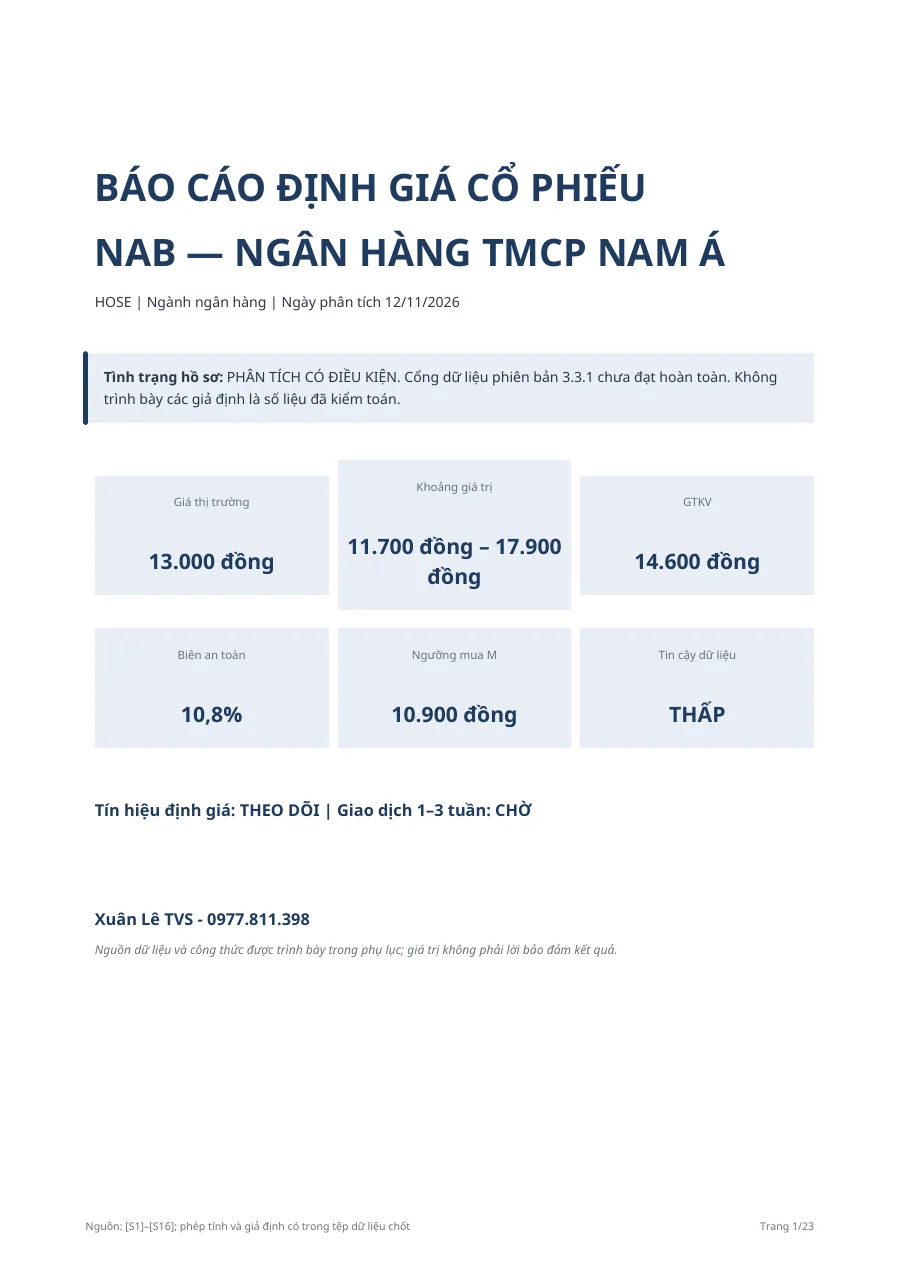 BÁO CÁO ĐỊNH GIÁ CỔ PHIẾU
NAB — NGÂN HÀNG TMCP NAM Á
HOSE | Ngành ngân hàng | Ngày phân tích 12/11/2026
Tình trạng hồ sơ: PHÂN TÍCH CÓ ĐIỀU KIỆN. Cổng dữ liệu phiên bản 3.3.1 chưa đạt hoàn toàn. Không
trình bày các giả định là số liệu đã kiểm toán.
Giá thị trường
13.000 đồng
Khoảng giá trị
11.700 đồng – 17.900
đồng
GTKV
14.600 đồng
Biên an toàn
10,8%
Ngưỡng mua M
10.900 đồng
Tin cậy dữ liệu
THẤP
Tín hiệu định giá: THEO DÕI | Giao dịch 1–3 tuần: CHỜ
Xuân Lê TVS - 0977.811.398
Nguồn dữ liệu và công thức được trình bày trong phụ lục; giá trị không phải lời bảo đảm kết quả.
Nguồn: [S1]–[S16]; phép tính và giả định có trong tệp dữ liệu chốt
Trang 1/23